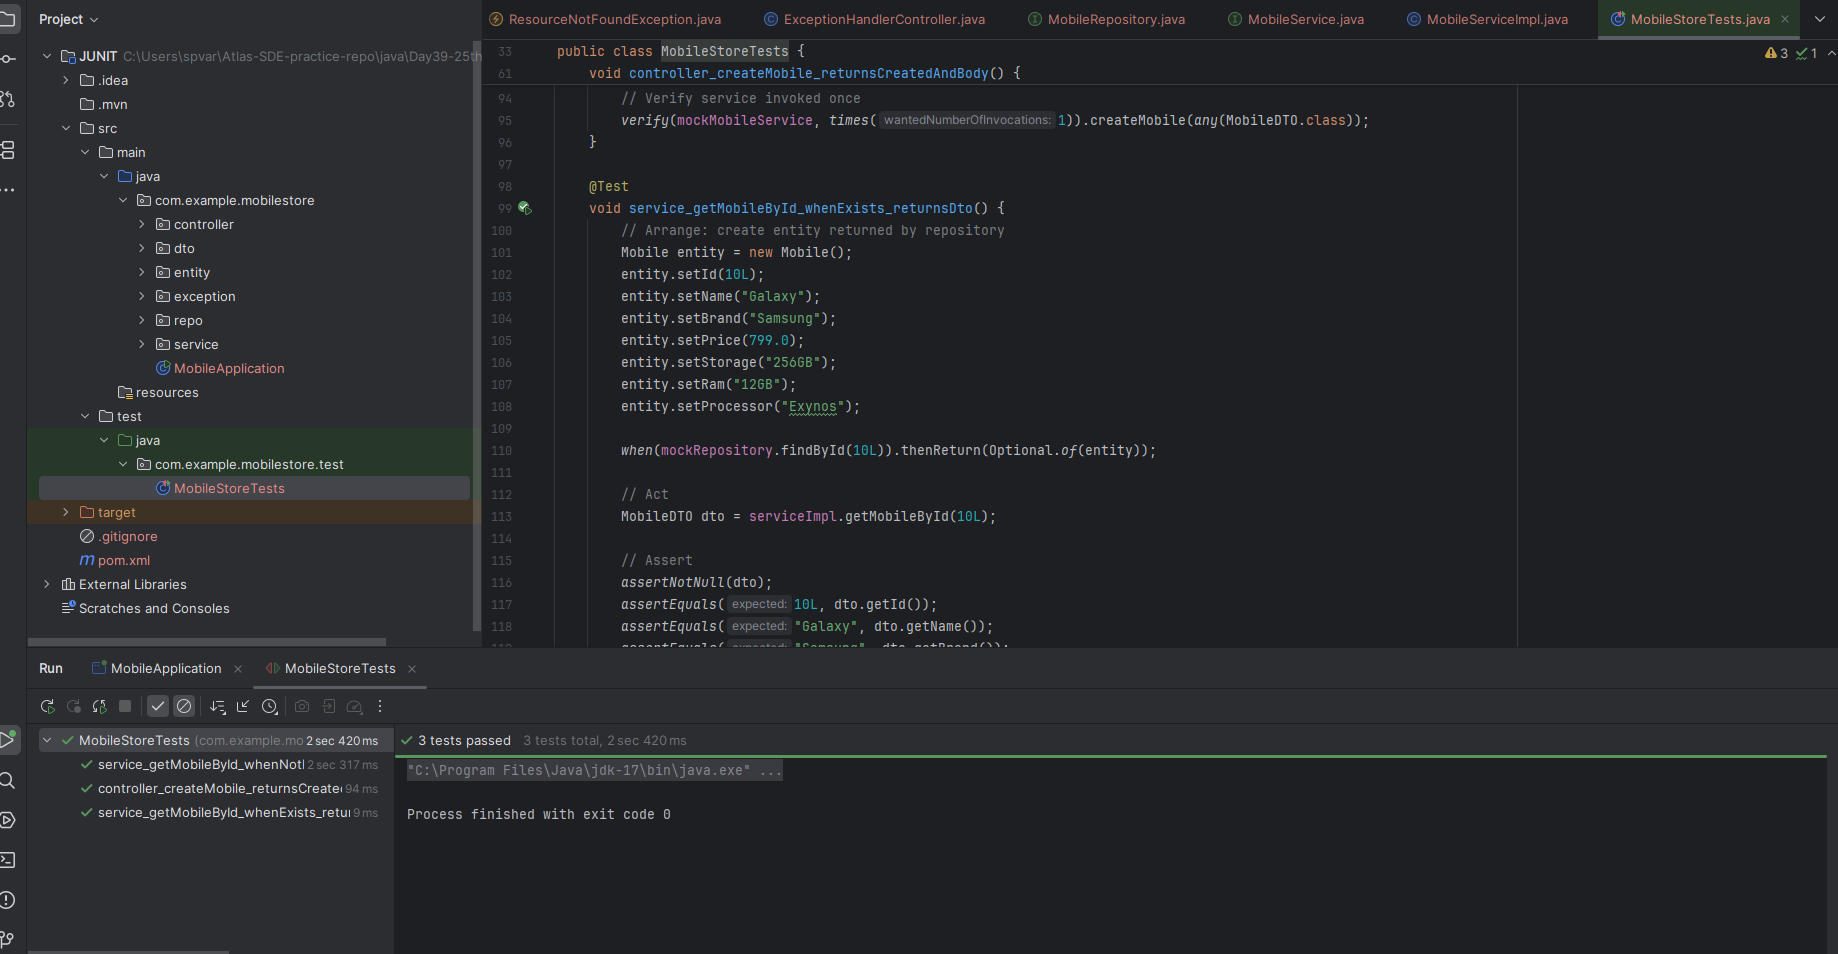 Project
ResourceNotFoundException.java
ExceptionHandlerController.java
MobileRepository.java
MobileService.java
MobileServiceImpl.java
MobileStoreTests.java
JUNIT C:\Users\spvar\Atlas-SDE-practice-repo\java\Day39-25th
.idea
.mvn
src
main
java
com.example.mobilestore
controller
dto
entity
exception
repo
service
MobileApplication
resources
test
java
com.example.mobilestore.test
MobileStoreTests
target
.gitignore
pom.xml
External Libraries
Scratches and Consoles
3 1
33 public class MobileStoreTests {
61 void controller_createMobile_returnsCreatedAndBody() {
94 // Verify service invoked once
95 verify(mockMobileService, times( wantedNumberOfInvocations: 1)).createMobile(any(MobileDTO.class));
96 }
97
98 @Test
99 void service_getMobileById_whenExists_returnsDto() {
100 // Arrange: create entity returned by repository
101 Mobile entity = new Mobile();
102 entity.setId(10L);
103 entity.setName("Galaxy");
104 entity.setBrand("Samsung");
105 entity.setPrice(799.0);
106 entity.setStorage("256GB");
107 entity.setRam("12GB");
108 entity.setProcessor("Exynos");
109
110 when(mockRepository.findById(10L)).thenReturn(Optional.of(entity));
111
112 // Act
113 MobileDTO dto = serviceImpl.getMobileById(10L);
114
115 // Assert
116 assertNotNull(dto);
117 assertEquals( expected: 10L, dto.getId());
118 assertEquals( expected: "Galaxy", dto.getName());
119 assertEquals( expected: "Samsung", dto.getBrand());
Run
MobileApplication
MobileStoreTests
MobileStoreTests (com.example.mo 2 sec 420 ms
service_getMobileById_whenNot 2 sec 317 ms
controller_createMobile_returnsCreate 94 ms
service_getMobileById_whenExists_retu 9 ms
3 tests passed 3 tests total, 2 sec 420 ms
"C:\Program Files\Java\jdk-17\bin\java.exe" ...
Process finished with exit code 0